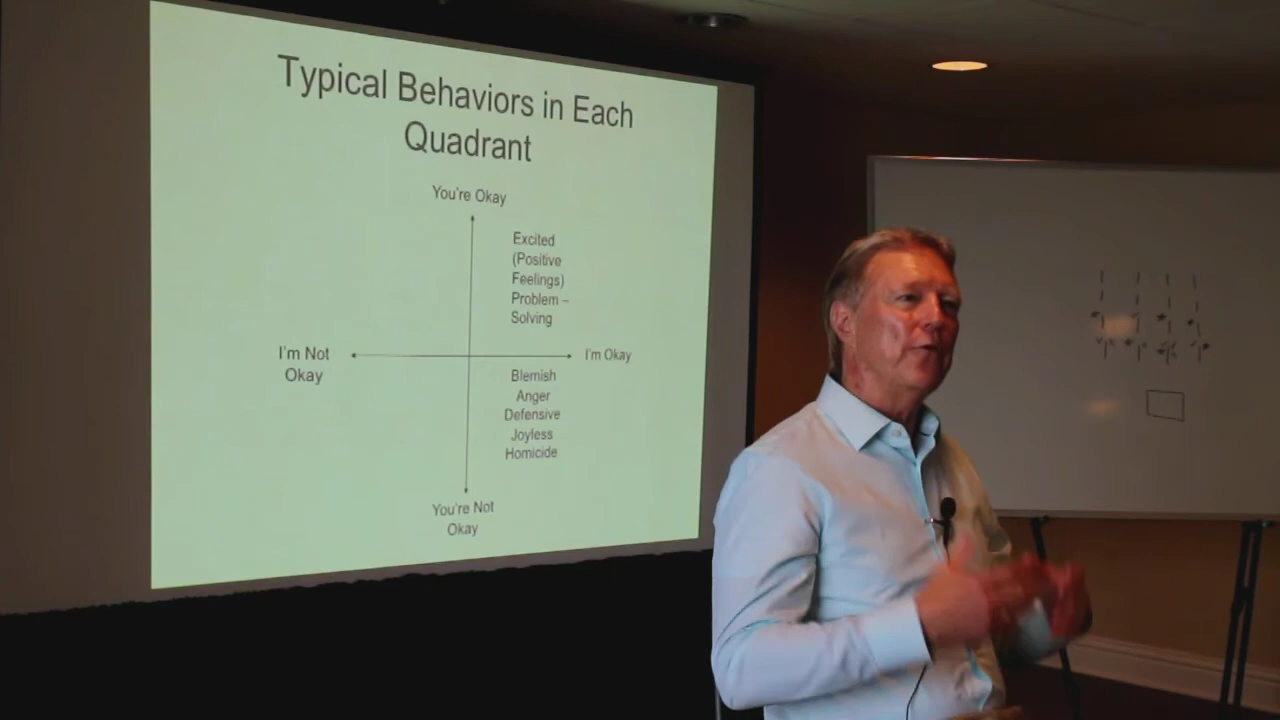 Typical Behaviors in Each
Quadrant
You're Okay
Excited
(Positive
Feelings)
Problem –
Solving
I'm Not
Okay
I'm Okay
Blemish
Anger
Defensive
Joyless
Homicide
You're Not
Okay